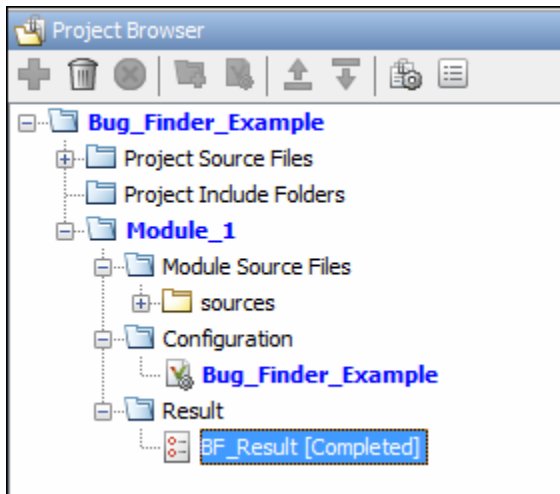 Project Browser
Bug_Finder_Example
Project Source Files
Project Include Folders
Module_1
Module Source Files
sources
Configuration
Bug_Finder_Example
Result
BF_Result [Completed]